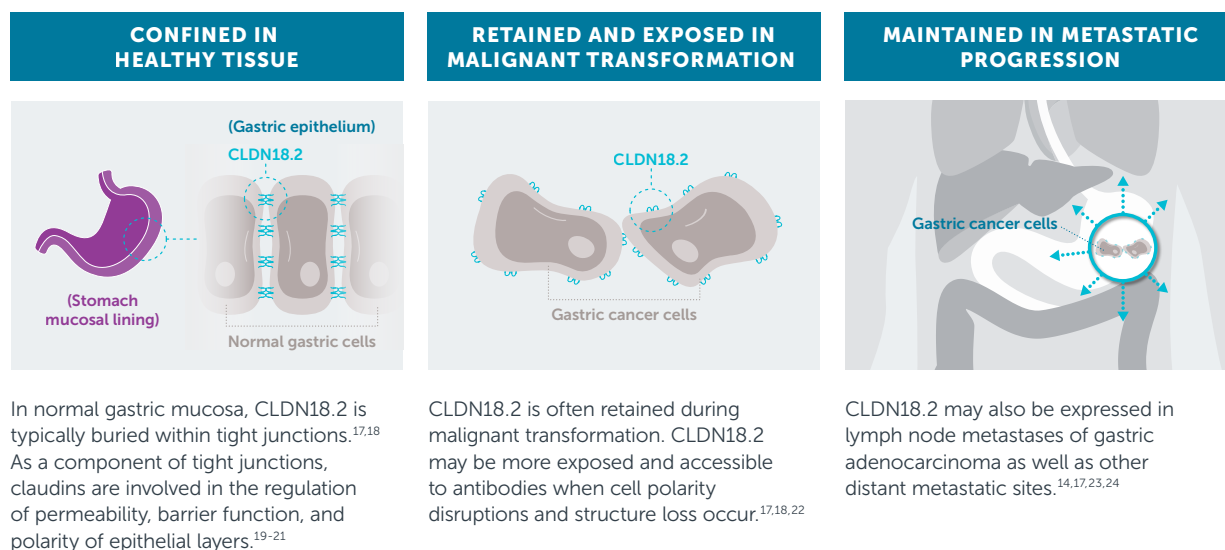 CONFINED IN
HEALTHY TISSUE
(Gastric epithelium)
CLDN18.2
(Stomach
mucosal lining)
Normal gastric cells
In normal gastric mucosa, CLDN18.2 is
typically buried within tight junctions.17,18
As a component of tight junctions,
claudins are involved in the regulation
of permeability, barrier function, and
polarity of epithelial layers.19-21
RETAINED AND EXPOSED IN
MALIGNANT TRANSFORMATION
CLDN18.2
Gastric cancer cells
CLDN18.2 is often retained during
malignant transformation. CLDN18.2
may be more exposed and accessible
to antibodies when cell polarity
disruptions and structure loss occur.17,18,22
MAINTAINED IN METASTATIC
PROGRESSION
Gastric cancer cells
CLDN18.2 may also be expressed in
lymph node metastases of gastric
adenocarcinoma as well as other
distant metastatic sites.14,17,23,24